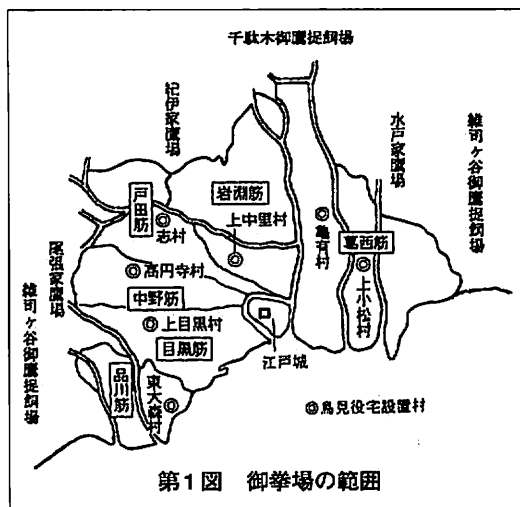 千駄木御鷹捉飼場
紀伊家鷹場
水戸家鷹場
雑司ヶ谷御鷹捉飼場
岩淵筋
戸田筋
上中里村
志村
亀有村
葛西筋
上小松村
高円寺村
尾張家鷹場
雑司ヶ谷御鷹捉飼場
中野筋
上目黒村
目黒筋
江戸城
品川筋
東大森村
◎鳥見役宅設置村
第1図 御拳場の範囲